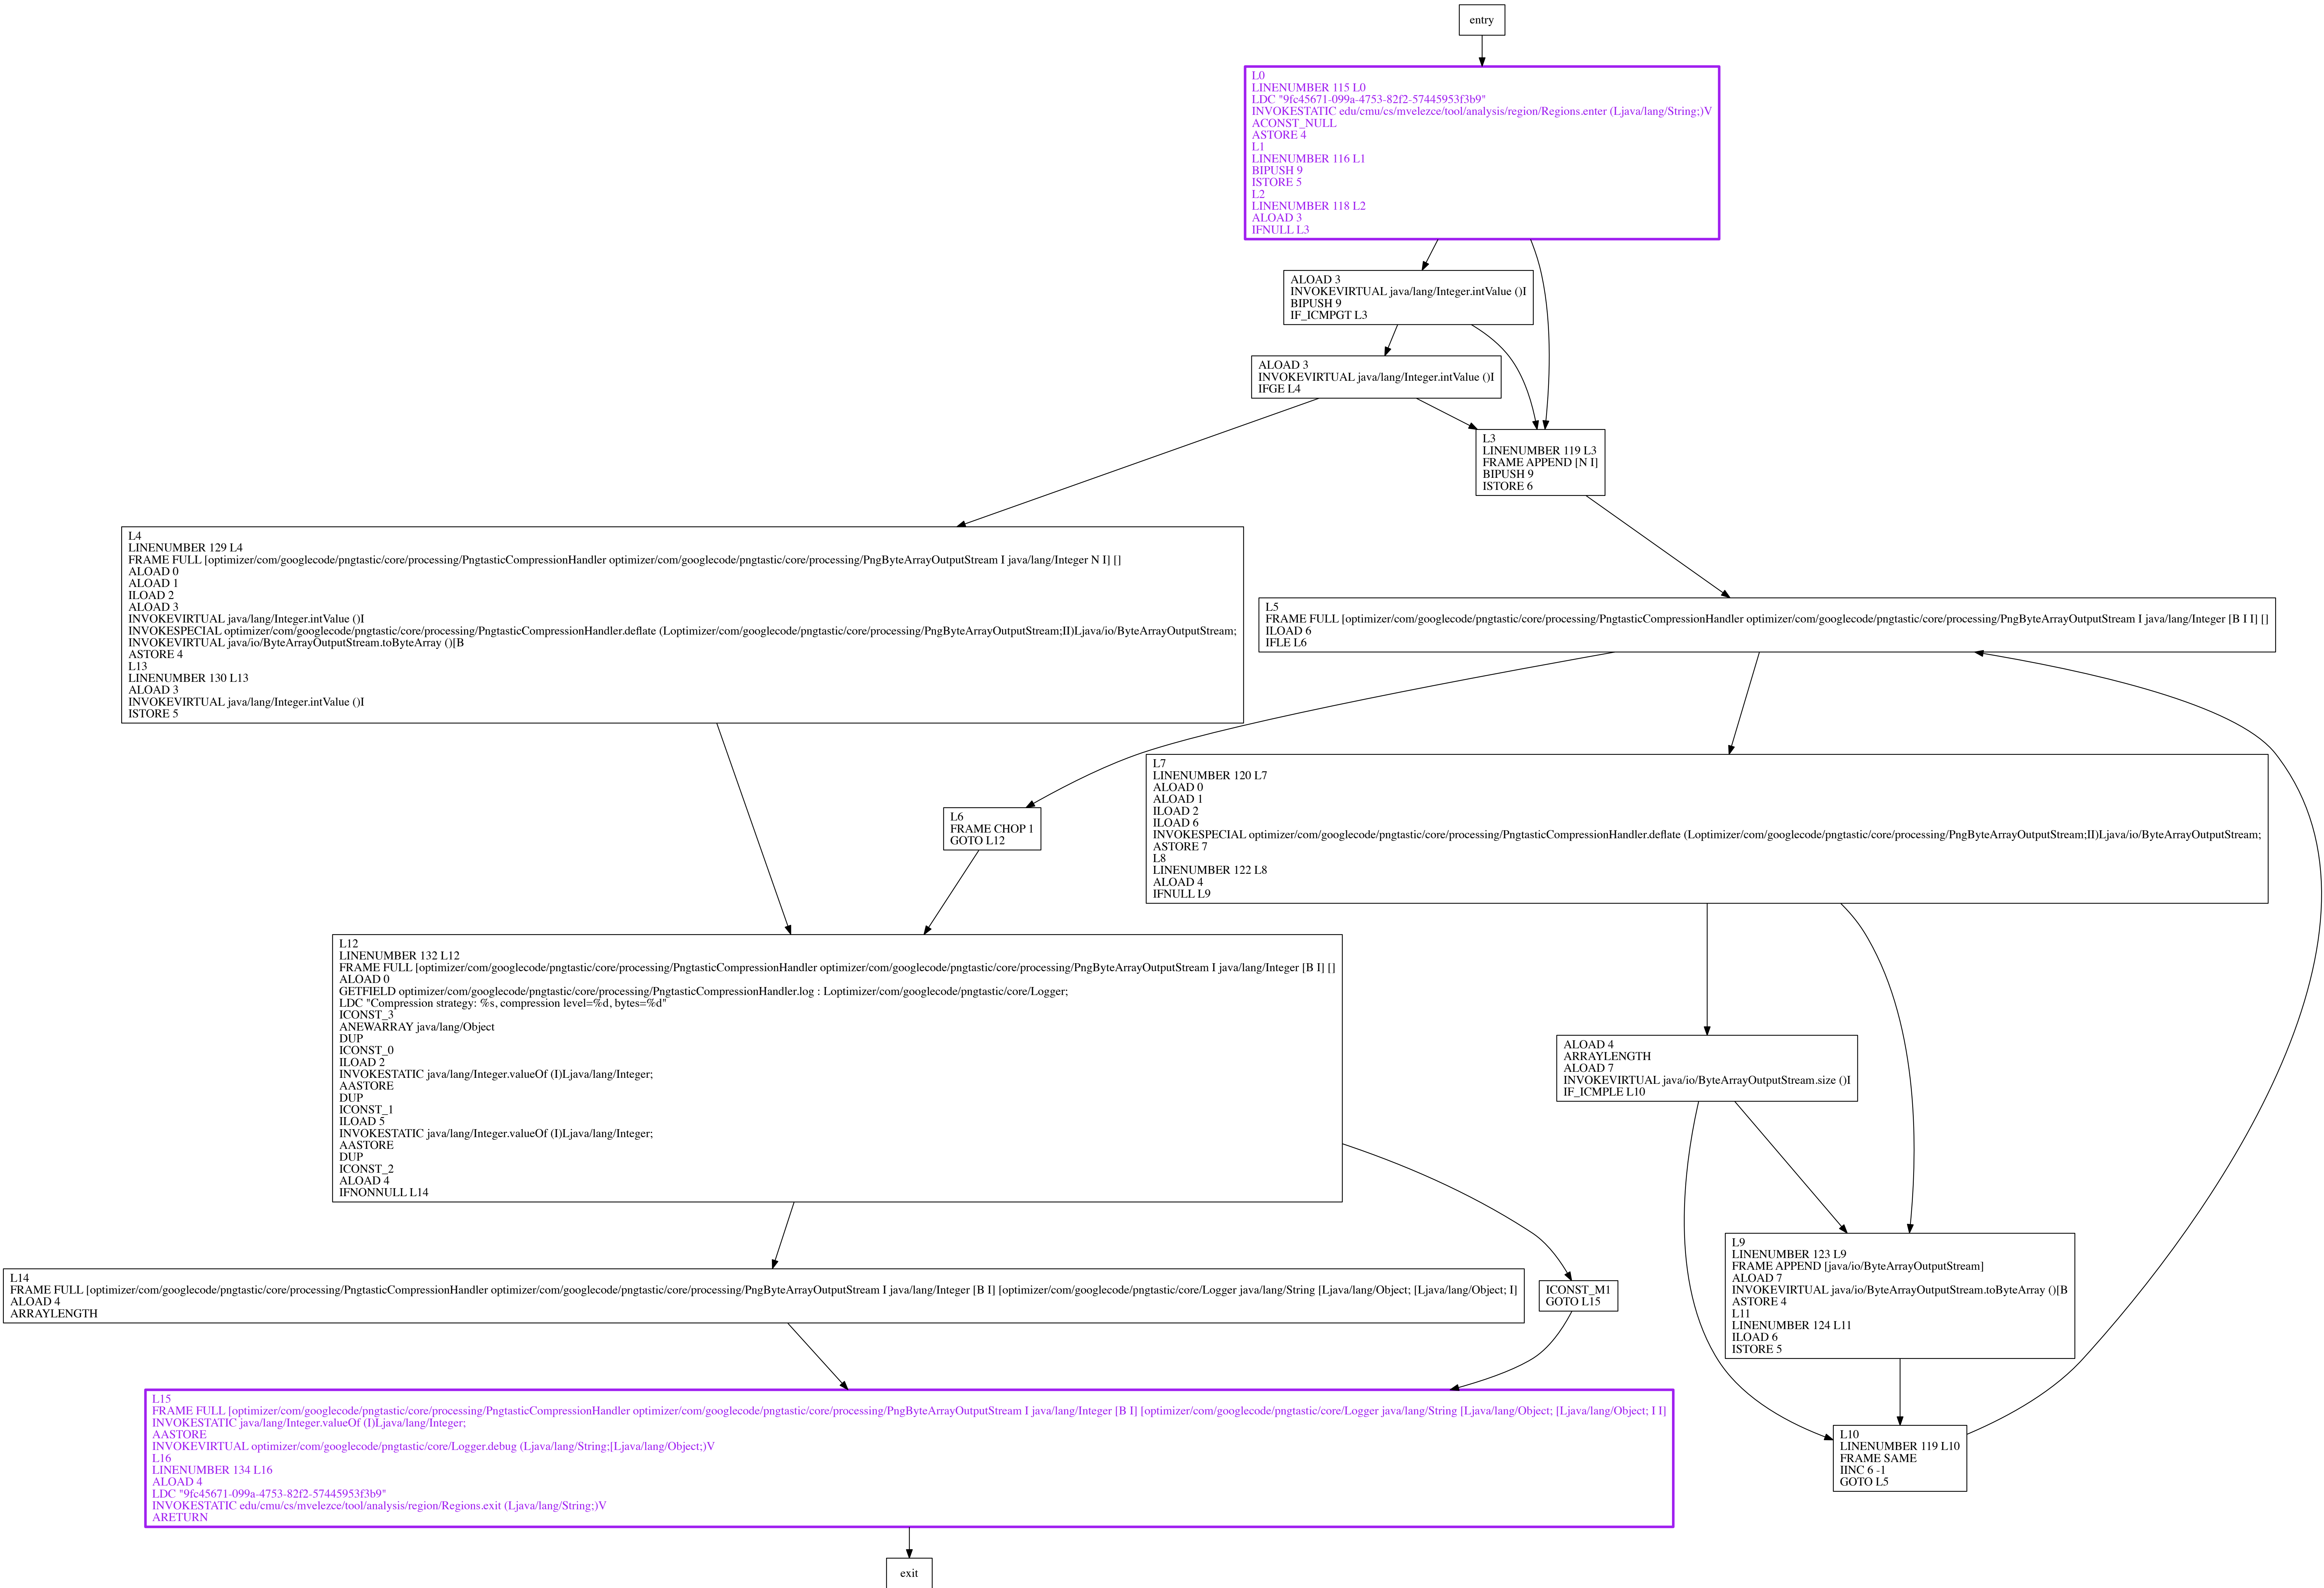 entry
L0
LINENUMBER 115 L0
LDC "9fc45671-099a-4753-82f2-57445953f3b9"
INVOKESTATIC edu/cmu/cs/mvelezce/tool/analysis/region/Regions.enter (Ljava/lang/String;)V
ACONST_NULL
ASTORE 4
L1
LINENUMBER 116 L1
BIPUSH 9
ISTORE 5
L2
LINENUMBER 118 L2
ALOAD 3
IFNULL L3
ALOAD 3
INVOKEVIRTUAL java/lang/Integer.intValue ()I
BIPUSH 9
IF_ICMPGT L3
ALOAD 3
INVOKEVIRTUAL java/lang/Integer.intValue ()I
IFGE L4
L3
LINENUMBER 119 L3
FRAME APPEND [N I]
BIPUSH 9
ISTORE 6
L4
LINENUMBER 129 L4
FRAME FULL [optimizer/com/googlecode/pngtastic/core/processing/PngtasticCompressionHandler optimizer/com/googlecode/pngtastic/core/processing/PngByteArrayOutputStream I java/lang/Integer N I] []
ALOAD 0
ALOAD 1
ILOAD 2
ALOAD 3
INVOKEVIRTUAL java/lang/Integer.intValue ()I
INVOKESPECIAL optimizer/com/googlecode/pngtastic/core/processing/PngtasticCompressionHandler.deflate (Loptimizer/com/googlecode/pngtastic/core/processing/PngByteArrayOutputStream;II)Ljava/io/ByteArrayOutputStream;
INVOKEVIRTUAL java/io/ByteArrayOutputStream.toByteArray ()[B
ASTORE 4
L13
LINENUMBER 130 L13
ALOAD 3
INVOKEVIRTUAL java/lang/Integer.intValue ()I
ISTORE 5
L5
FRAME FULL [optimizer/com/googlecode/pngtastic/core/processing/PngtasticCompressionHandler optimizer/com/googlecode/pngtastic/core/processing/PngByteArrayOutputStream I java/lang/Integer [B I I] []
ILOAD 6
IFLE L6
L7
LINENUMBER 120 L7
ALOAD 0
ALOAD 1
ILOAD 2
ILOAD 6
INVOKESPECIAL optimizer/com/googlecode/pngtastic/core/processing/PngtasticCompressionHandler.deflate (Loptimizer/com/googlecode/pngtastic/core/processing/PngByteArrayOutputStream;II)Ljava/io/ByteArrayOutputStream;
ASTORE 7
L8
LINENUMBER 122 L8
ALOAD 4
IFNULL L9
L6
FRAME CHOP 1
GOTO L12
L12
LINENUMBER 132 L12
FRAME FULL [optimizer/com/googlecode/pngtastic/core/processing/PngtasticCompressionHandler optimizer/com/googlecode/pngtastic/core/processing/PngByteArrayOutputStream I java/lang/Integer [B I] []
ALOAD 0
GETFIELD optimizer/com/googlecode/pngtastic/core/processing/PngtasticCompressionHandler.log : Loptimizer/com/googlecode/pngtastic/core/Logger;
LDC "Compression strategy: %s, compression level=%d, bytes=%d"
ICONST_3
ANEWARRAY java/lang/Object
DUP
ICONST_0
ILOAD 2
INVOKESTATIC java/lang/Integer.valueOf (I)Ljava/lang/Integer;
AASTORE
DUP
ICONST_1
ILOAD 5
INVOKESTATIC java/lang/Integer.valueOf (I)Ljava/lang/Integer;
AASTORE
DUP
ICONST_2
ALOAD 4
IFNONNULL L14
ALOAD 4
ARRAYLENGTH
ALOAD 7
INVOKEVIRTUAL java/io/ByteArrayOutputStream.size ()I
IF_ICMPLE L10
L9
LINENUMBER 123 L9
FRAME APPEND [java/io/ByteArrayOutputStream]
ALOAD 7
INVOKEVIRTUAL java/io/ByteArrayOutputStream.toByteArray ()[B
ASTORE 4
L11
LINENUMBER 124 L11
ILOAD 6
ISTORE 5
L14
FRAME FULL [optimizer/com/googlecode/pngtastic/core/processing/PngtasticCompressionHandler optimizer/com/googlecode/pngtastic/core/processing/PngByteArrayOutputStream I java/lang/Integer [B I] [optimizer/com/googlecode/pngtastic/core/Logger java/lang/String [Ljava/lang/Object; [Ljava/lang/Object; I]
ALOAD 4
ARRAYLENGTH
ICONST_M1
GOTO L15
L15
FRAME FULL [optimizer/com/googlecode/pngtastic/core/processing/PngtasticCompressionHandler optimizer/com/googlecode/pngtastic/core/processing/PngByteArrayOutputStream I java/lang/Integer [B I] [optimizer/com/googlecode/pngtastic/core/Logger java/lang/String [Ljava/lang/Object; [Ljava/lang/Object; I I]
INVOKESTATIC java/lang/Integer.valueOf (I)Ljava/lang/Integer;
AASTORE
INVOKEVIRTUAL optimizer/com/googlecode/pngtastic/core/Logger.debug (Ljava/lang/String;[Ljava/lang/Object;)V
L16
LINENUMBER 134 L16
ALOAD 4
LDC "9fc45671-099a-4753-82f2-57445953f3b9"
INVOKESTATIC edu/cmu/cs/mvelezce/tool/analysis/region/Regions.exit (Ljava/lang/String;)V
ARETURN
L10
LINENUMBER 119 L10
FRAME SAME
IINC 6 -1
GOTO L5
exit